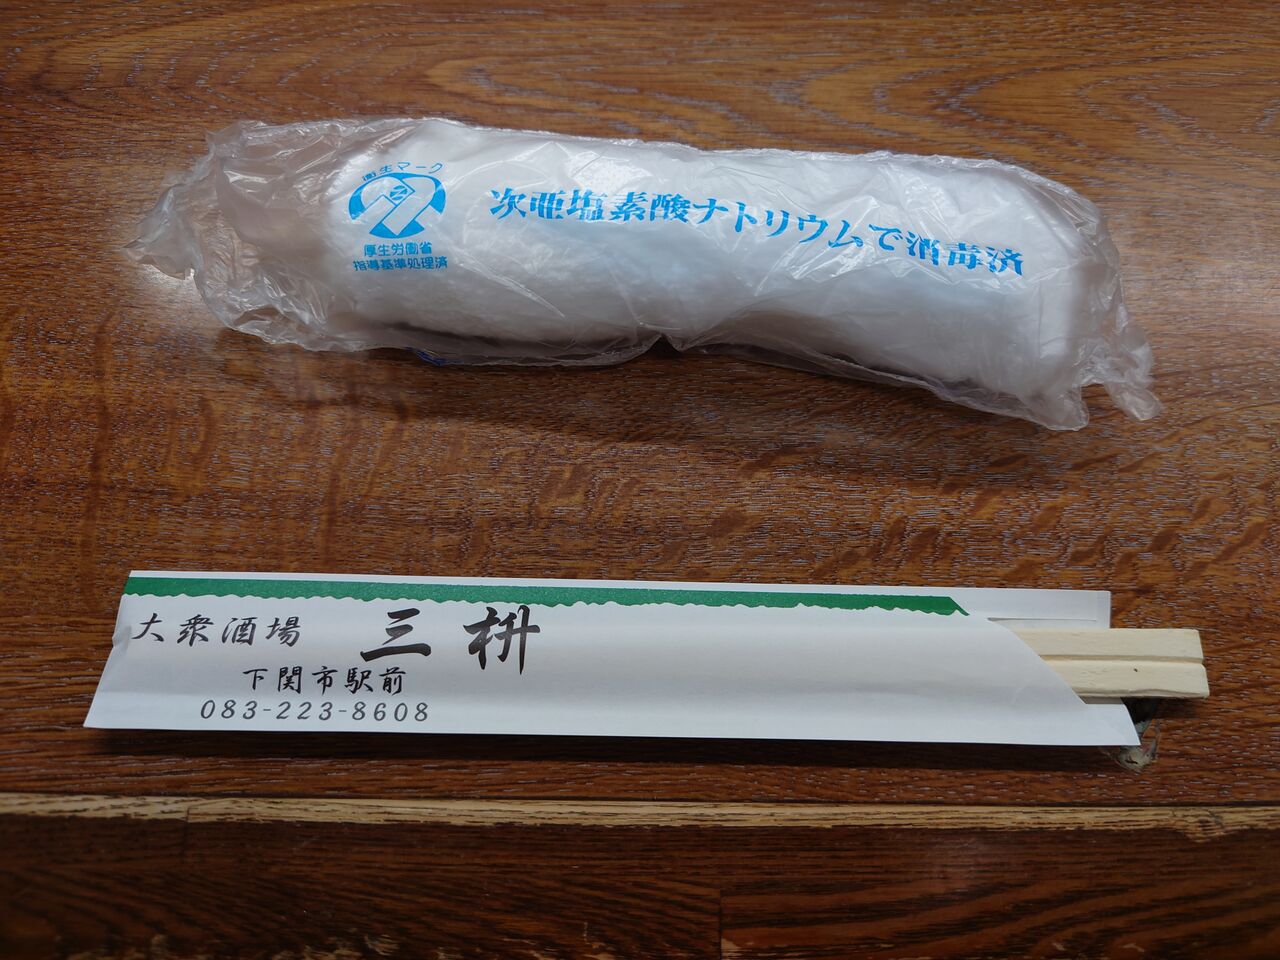 衛生マーク
厚生労働省
指導基準処理済
次亜塩素酸ナトリウムで消毒済
大衆酒場 三枡
下関市駅前
083-223-8608